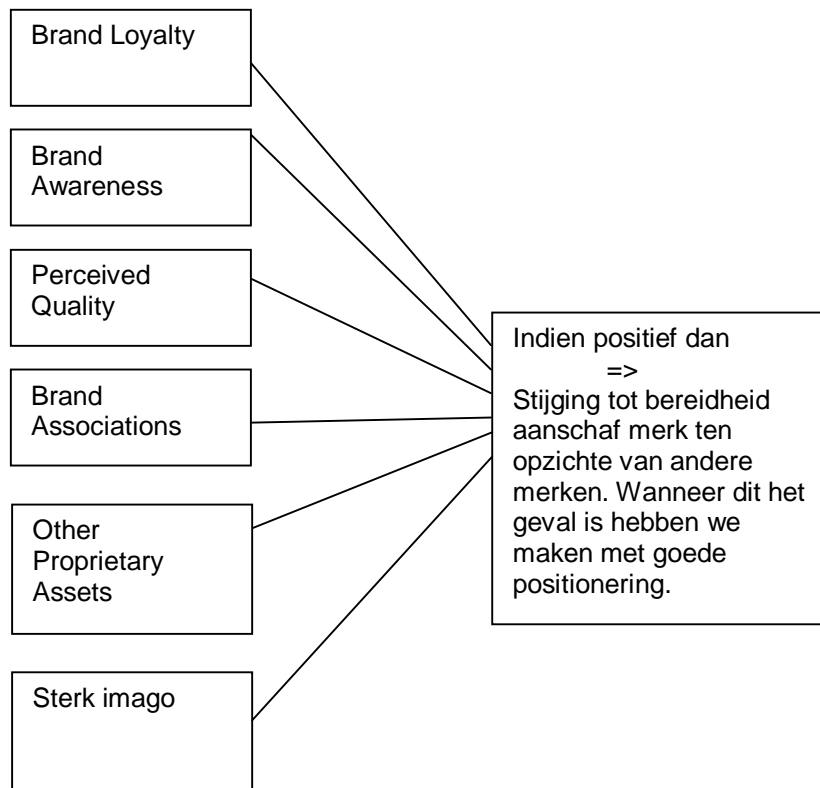 Brand Loyalty
Brand
Awareness
Perceived
Quality
Brand
Associations
Other
Proprietary
Assets
Sterk imago
Indien positief dan
=>
Stijging tot bereidheid
aanschaf merk ten
opzichte van andere
merken. Wanneer dit het
geval is hebben we
maken met goede
positionering.